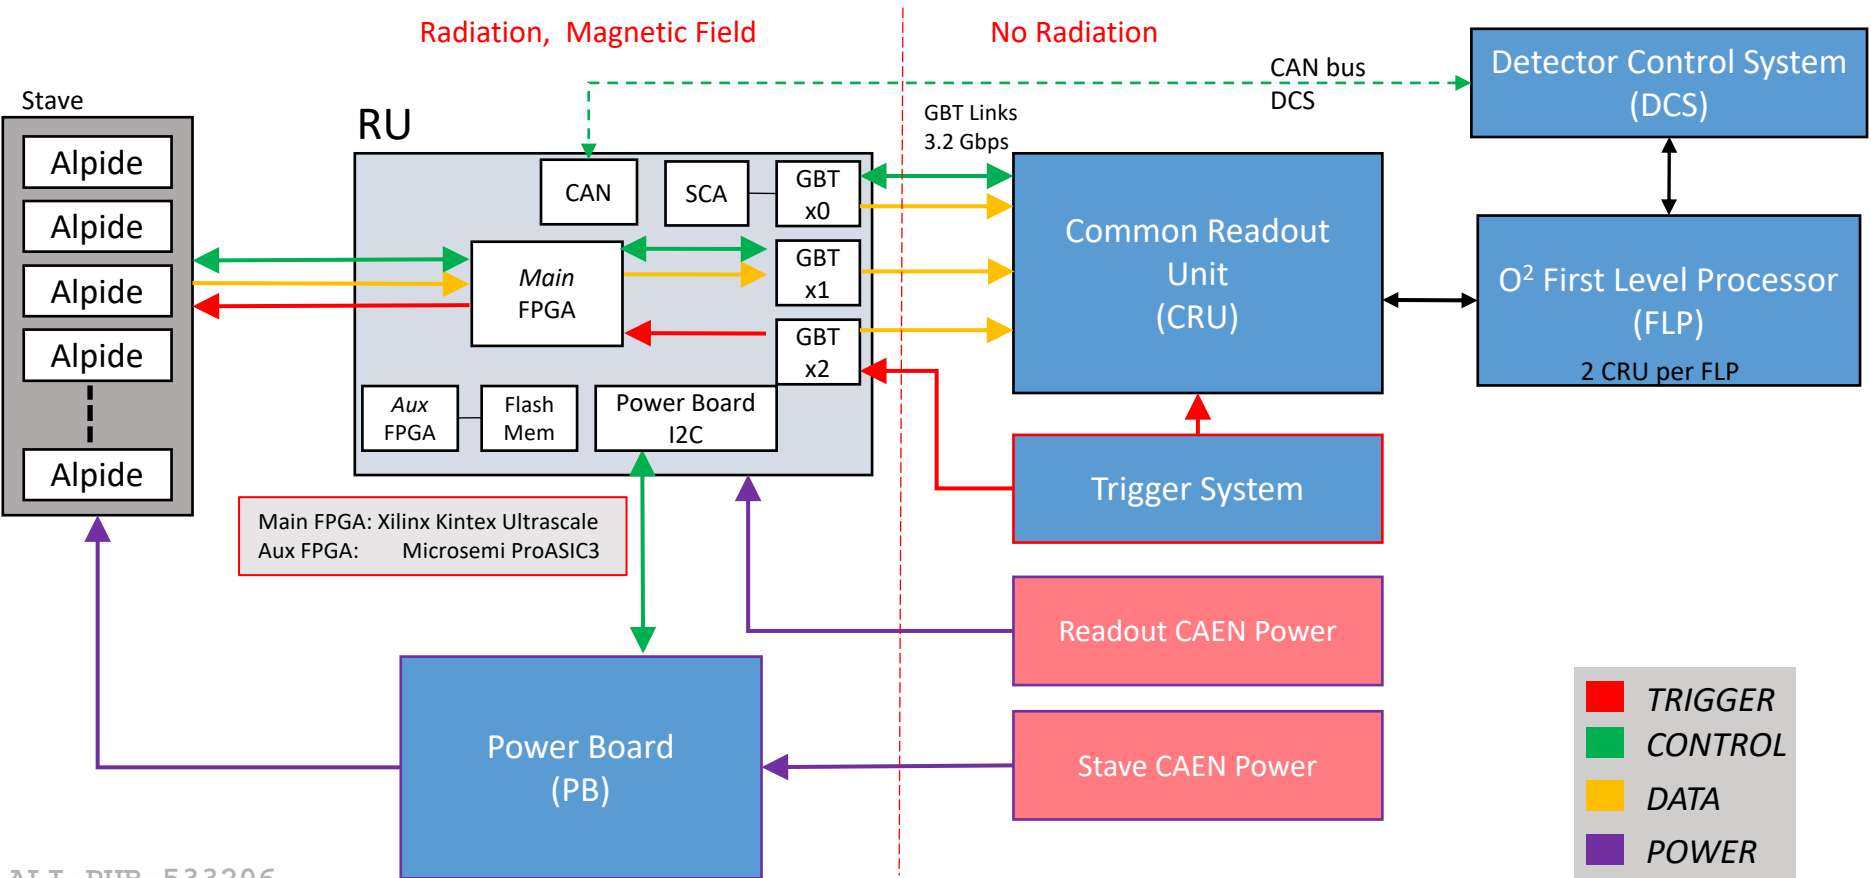 Radiation,  Magnetic Field
No Radiation
CAN bus
DCS
Detector Control System
(DCS)
Stave
Alpide
Alpide
Alpide
Alpide
Alpide
RU
CAN
SCA
GBT
x0
GBT
x1
GBT
x2
Main
FPGA
Aux
FPGA
Flash
Mem
Power Board
I2C
GBT Links
3.2 Gbps
Common Readout
Unit
(CRU)
O² First Level Processor
(FLP)
2 CRU per FLP
Trigger System
Main FPGA: Xilinx Kintex Ultrascale
Aux FPGA: Microsemi ProASIC3
Readout CAEN Power
Power Board
(PB)
Stave CAEN Power
TRIGGER
CONTROL
DATA
POWER
ALI-PUB-533206